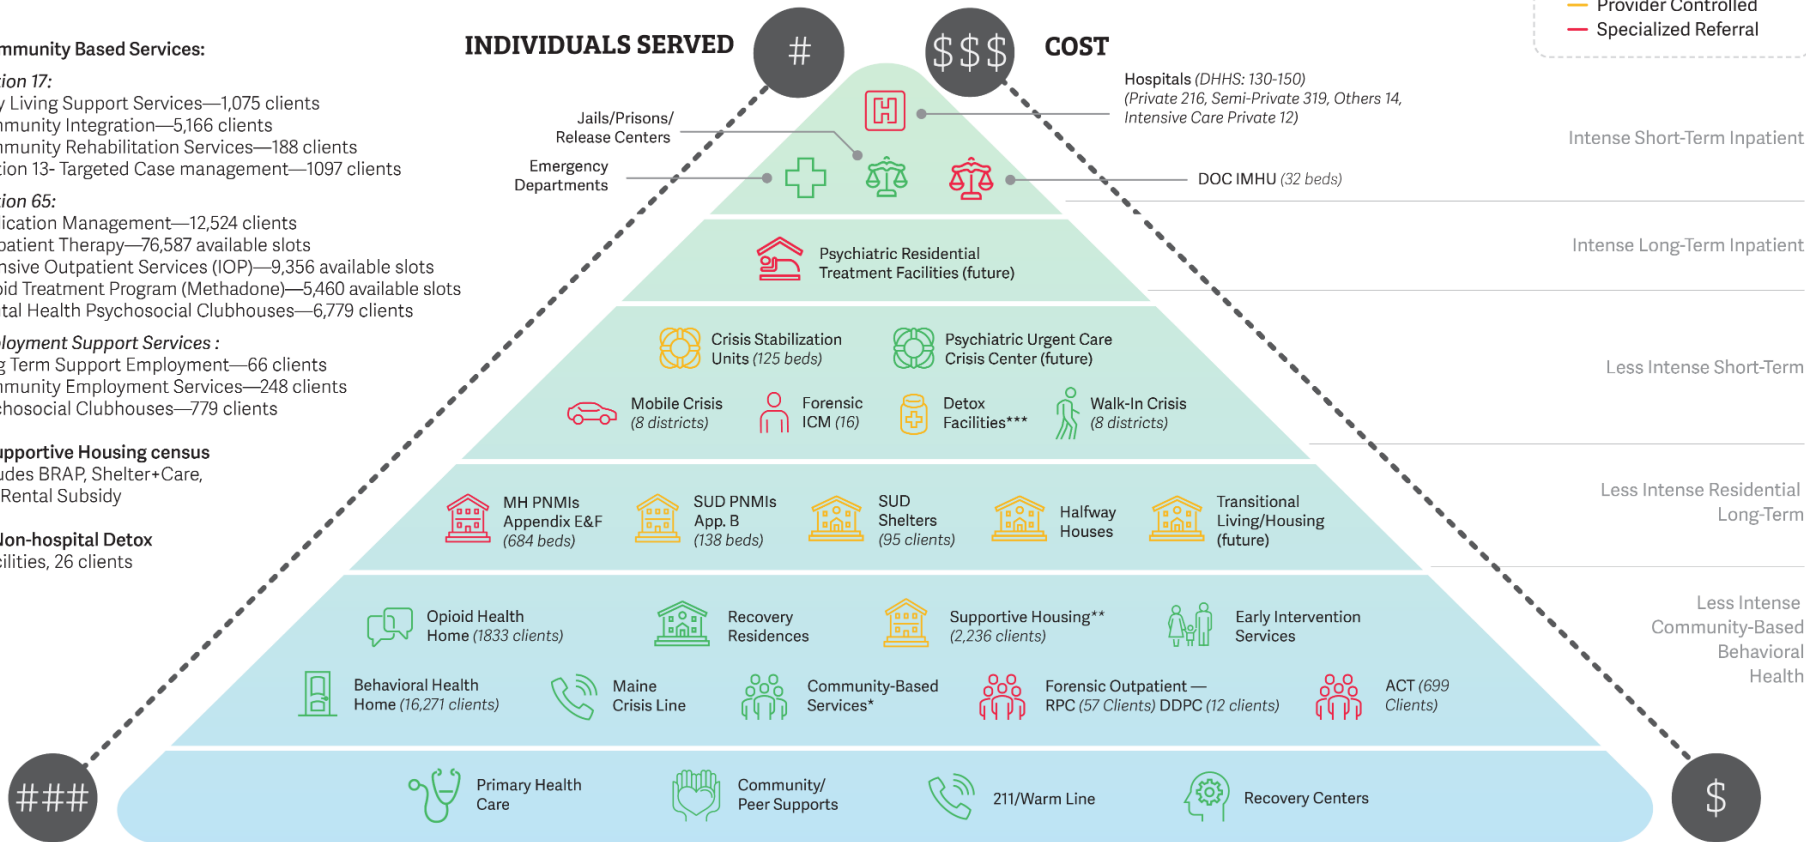 Provider Controlled
Specialized Referral
mmunity Based Services:
tion 17:
y Living Support Services—1,075 clients
mmunity Integration—5,166 clients
mmunity Rehabilitation Services—188 clients
tion 13- Targeted Case management—1097 clients
tion 65:
lication Management—12,524 clients
patient Therapy—76,587 available slots
nsive Outpatient Services (IOP)—9,356 available slots
oid Treatment Program (Methadone)—5,460 available slots
ntal Health Psychosocial Clubhouses—6,779 clients
loyment Support Services :
g Term Support Employment—66 clients
mmunity Employment Services—248 clients
chosocial Clubhouses—779 clients
upportive Housing census
udes BRAP, Shelter+Care,
Rental Subsidy
Non-hospital Detox
cilities, 26 clients
INDIVIDUALS SERVED
#
$$$
COST
Hospitals (DHHS: 130-150)
(Private 216, Semi-Private 319, Others 14,
Intensive Care Private 12)
Jails/Prisons/
Release Centers
Emergency
Departments
DOC IMHU (32 beds)
Intense Short-Term Inpatient
Psychiatric Residential
Treatment Facilities (future)
Intense Long-Term Inpatient
Crisis Stabilization
Units (125 beds)
Psychiatric Urgent Care
Crisis Center (future)
Mobile Crisis
(8 districts)
Forensic
ICM (16)
Detox
Facilities***
Walk-In Crisis
(8 districts)
Less Intense Short-Term
MH PNMIs
Appendix E&F
(684 beds)
SUD PNMIs
App. B
(138 beds)
SUD
Shelters
(95 clients)
Halfway
Houses
Transitional
Living/Housing
(future)
Less Intense Residential
Long-Term
Opioid Health
Home (1833 clients)
Recovery
Residences
Supportive Housing**
(2,236 clients)
Early Intervention
Services
Behavioral Health
Home (16,271 clients)
Maine
Crisis Line
Community-Based
Services*
Forensic Outpatient —
RPC (57 Clients) DDPC (12 clients)
ACT (699
Clients)
Less Intense
Community-Based
Behavioral
Health
###
Primary Health
Care
Community/
Peer Supports
211/Warm Line
Recovery Centers
$